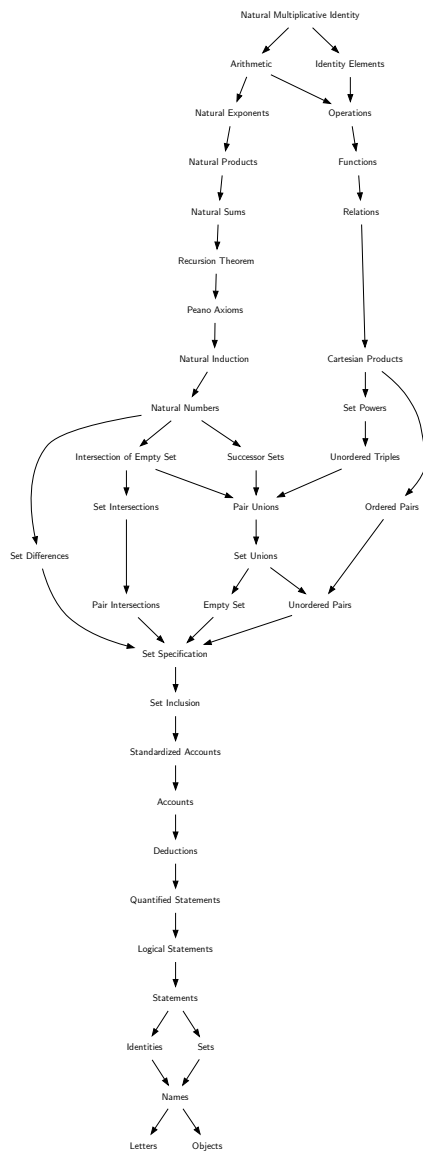 Natural Multiplicative Identity
Arithmetic
Identity Elements
Natural Exponents
Operations
Natural Products
Functions
Natural Sums
Relations
Recursion Theorem
Peano Axioms
Natural Induction
Cartesian Products
Natural Numbers
Set Powers
Intersection of Empty Set
Successor Sets
Unordered Triples
Set Intersections
Pair Unions
Ordered Pairs
Set Differences
Set Unions
Pair Intersections
Empty Set
Unordered Pairs
Set Specification
Set Inclusion
Standardized Accounts
Accounts
Deductions
Quantified Statements
Logical Statements
Statements
Identities
Sets
Names
Letters
Objects